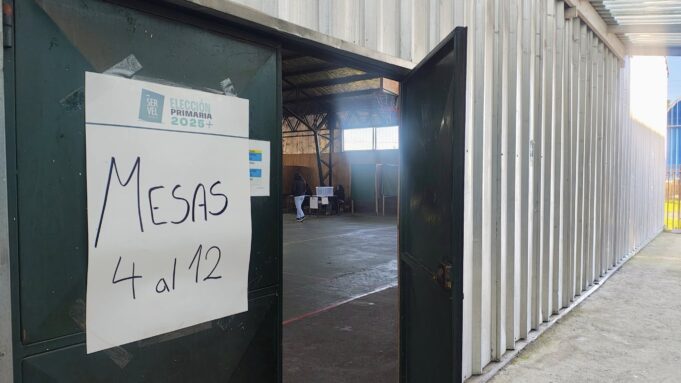 SERVEL
ELECCIÓN
PRIMARIA
2025+
MESAS
4 al 12